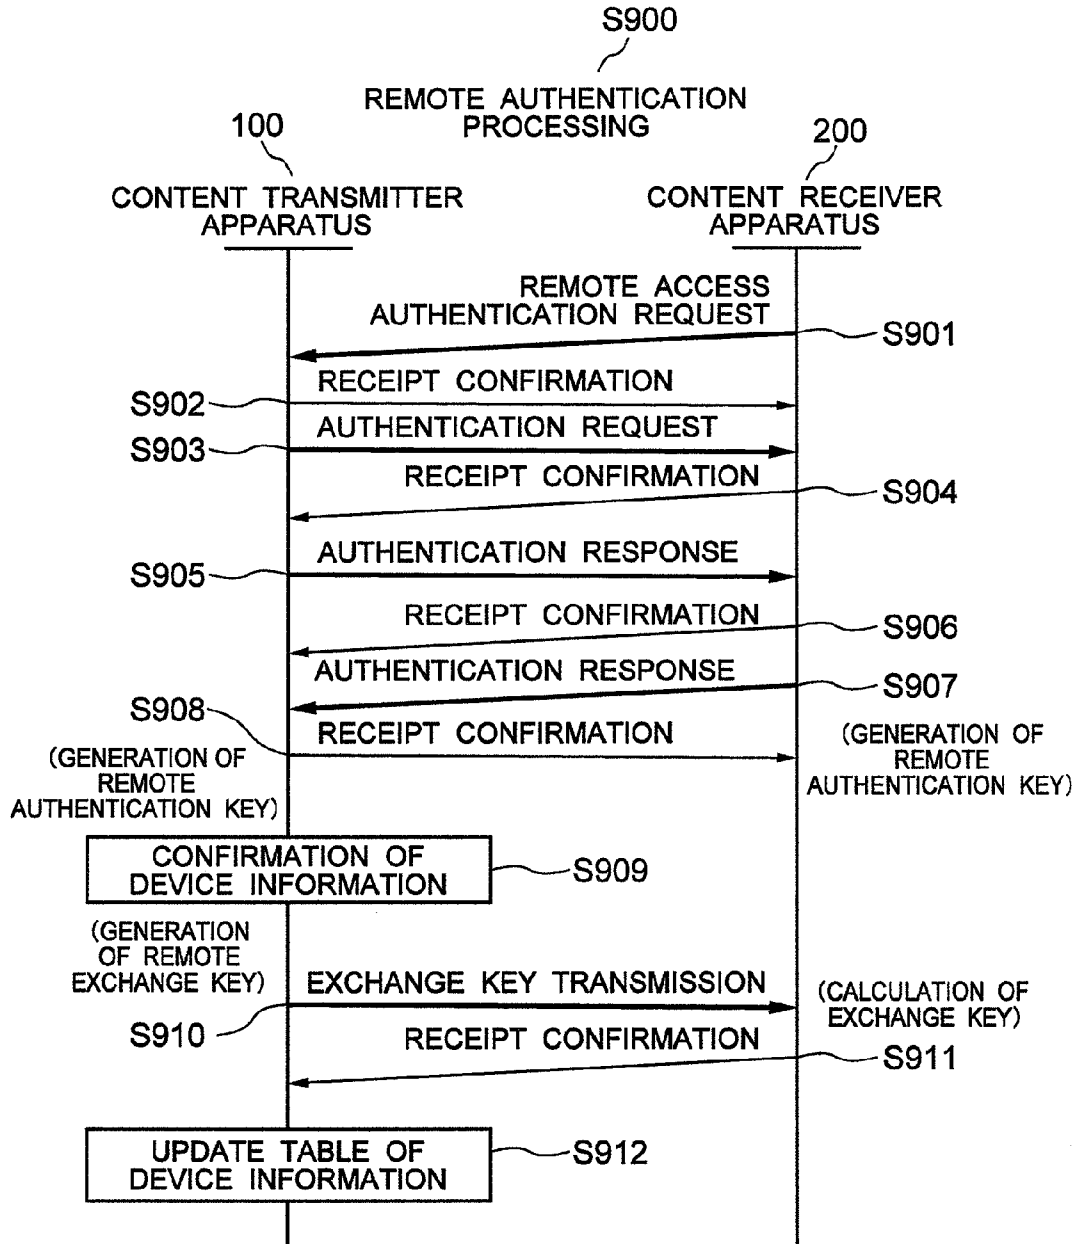 S900
REMOTE AUTHENTICATION
PROCESSING
100
200
CONTENT TRANSMITTER
APPARATUS
CONTENT RECEIVER
APPARATUS
REMOTE ACCESS
AUTHENTICATION REQUEST
S901
RECEIPT CONFIRMATION
S902
AUTHENTICATION REQUEST
S903
RECEIPT CONFIRMATION
S904
AUTHENTICATION RESPONSE
S905
RECEIPT CONFIRMATION
S906
AUTHENTICATION RESPONSE
S907
S908
RECEIPT CONFIRMATION
(GENERATION OF
REMOTE
AUTHENTICATION KEY)
(GENERATION OF
REMOTE
AUTHENTICATION KEY)
CONFIRMATION OF
DEVICE INFORMATION
S909
(GENERATION
OF REMOTE
EXCHANGE KEY)
EXCHANGE KEY TRANSMISSION
(CALCULATION OF
EXCHANGE KEY)
S910
RECEIPT CONFIRMATION
S911
UPDATE TABLE OF
DEVICE INFORMATION
S912